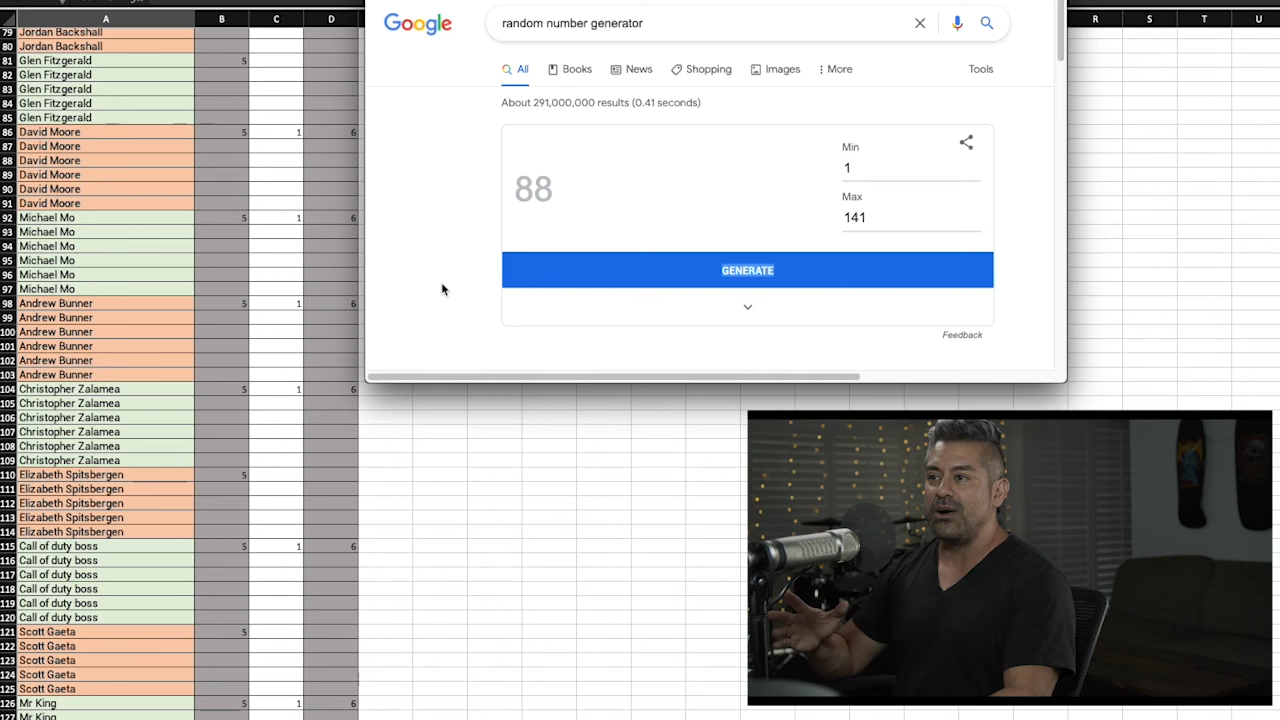 A B C D
79 Jordan Backshall
80 Jordan Backshall
81 Glen Fitzgerald 5
82 Glen Fitzgerald
83 Glen Fitzgerald
84 Glen Fitzgerald
85 Glen Fitzgerald
86 David Moore 5 1 6
87 David Moore
88 David Moore
89 David Moore
90 David Moore
91 David Moore
92 Michael Mo 5 1 6
93 Michael Mo
94 Michael Mo
95 Michael Mo
96 Michael Mo
97 Michael Mo
98 Andrew Bunner 5 1 6
99 Andrew Bunner
100 Andrew Bunner
101 Andrew Bunner
102 Andrew Bunner
103 Andrew Bunner
104 Christopher Zalamea 5 1 6
105 Christopher Zalamea
106 Christopher Zalamea
107 Christopher Zalamea
108 Christopher Zalamea
109 Christopher Zalamea
110 Elizabeth Spitsbergen 5
111 Elizabeth Spitsbergen
112 Elizabeth Spitsbergen
113 Elizabeth Spitsbergen
114 Elizabeth Spitsbergen
115 Call of duty boss 5 1 6
116 Call of duty boss
117 Call of duty boss
118 Call of duty boss
119 Call of duty boss
120 Call of duty boss
121 Scott Gaeta 5
122 Scott Gaeta
123 Scott Gaeta
124 Scott Gaeta
125 Scott Gaeta
126 Mr King 5 1 6
127 Mr King
Google random number generator
All Books News Shopping Images More Tools
About 291,000,000 results (0.41 seconds)
Min
1
88
Max
141
GENERATE
Feedback
R S T U